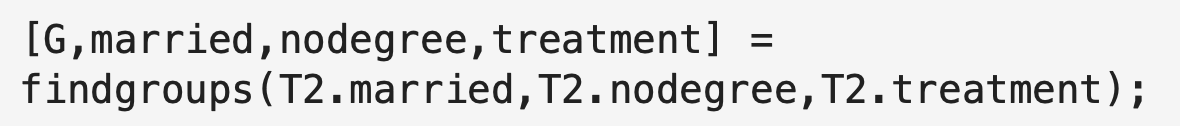 [G,married,nodegree,treatment] =
findgroups(T2.married,T2.nodegree,T2.treatment);